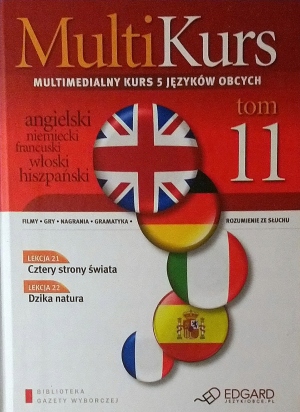 MultiKurs
MULTIMEDIALNY KURS 5 JĘZYKÓW OBCYCH
tom
11
angielski
niemiecki
francuski
włoski
hiszpański
FILMY • GRY • NAGRANIA • GRAMATYKA •
ROZUMIENIE ZE SŁUCHU
LEKCJA 21
Cztery strony świata
LEKCJA 22
Dzika natura
BIBLIOTEKA
GAZETY WYBORCZEJ
EDGARD
JEZYKIOBCE.PL